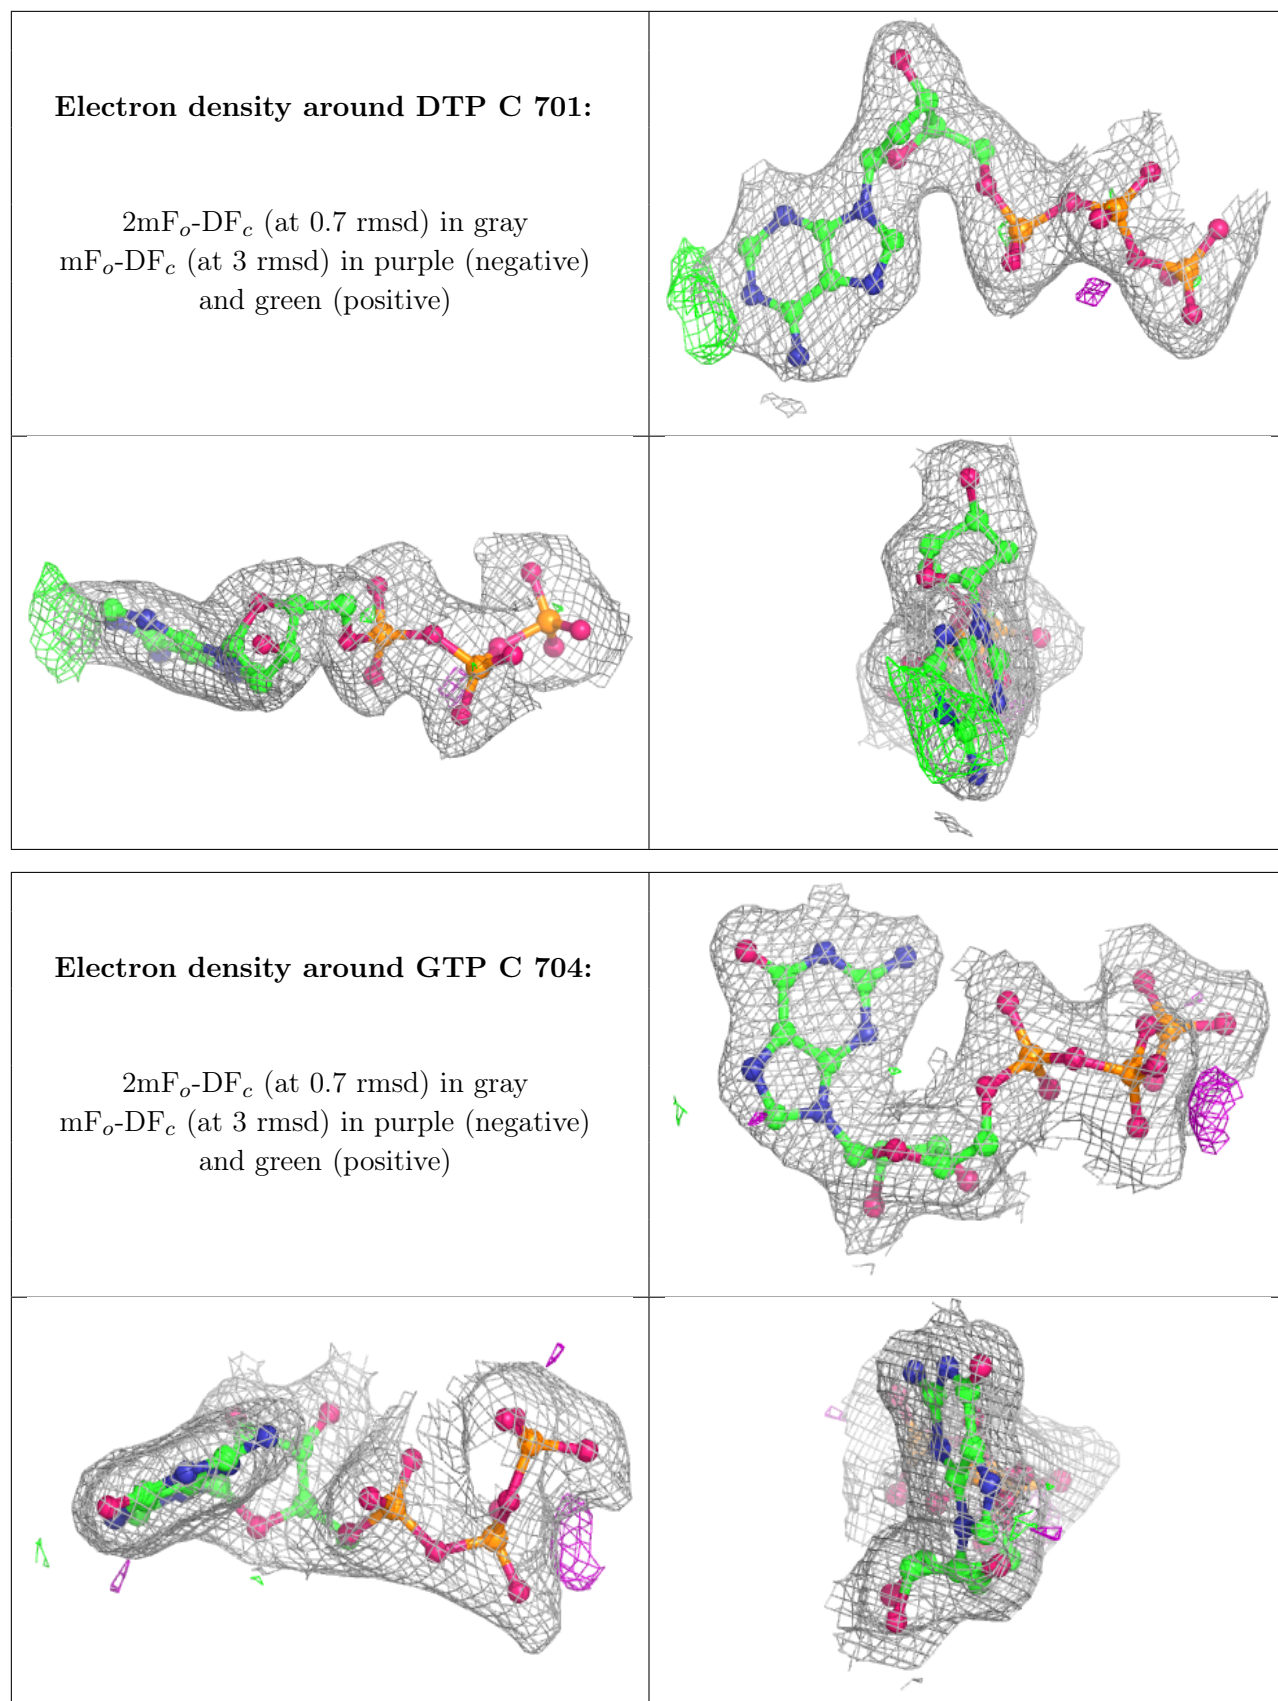 Electron density around DTP C 701:
2mFo-DFc (at 0.7 rmsd) in gray
mFo-DFc (at 3 rmsd) in purple (negative)
and green (positive)
Electron density around GTP C 704:
2mFo-DFc (at 0.7 rmsd) in gray
mFo-DFc (at 3 rmsd) in purple (negative)
and green (positive)